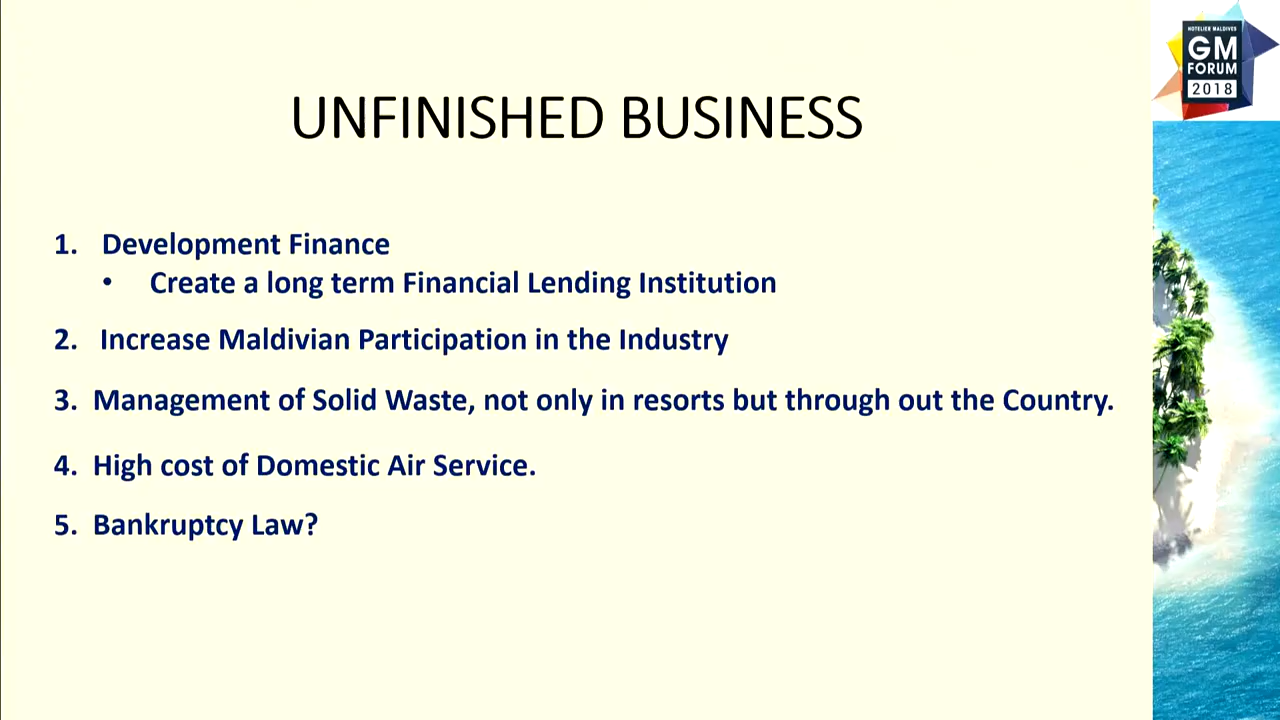 HOTELIER MALDIVES
GM
FORUM
2018
UNFINISHED BUSINESS
1. Development Finance
• Create a long term Financial Lending Institution
2. Increase Maldivian Participation in the Industry
3. Management of Solid Waste, not only in resorts but through out the Country.
4. High cost of Domestic Air Service.
5. Bankruptcy Law?